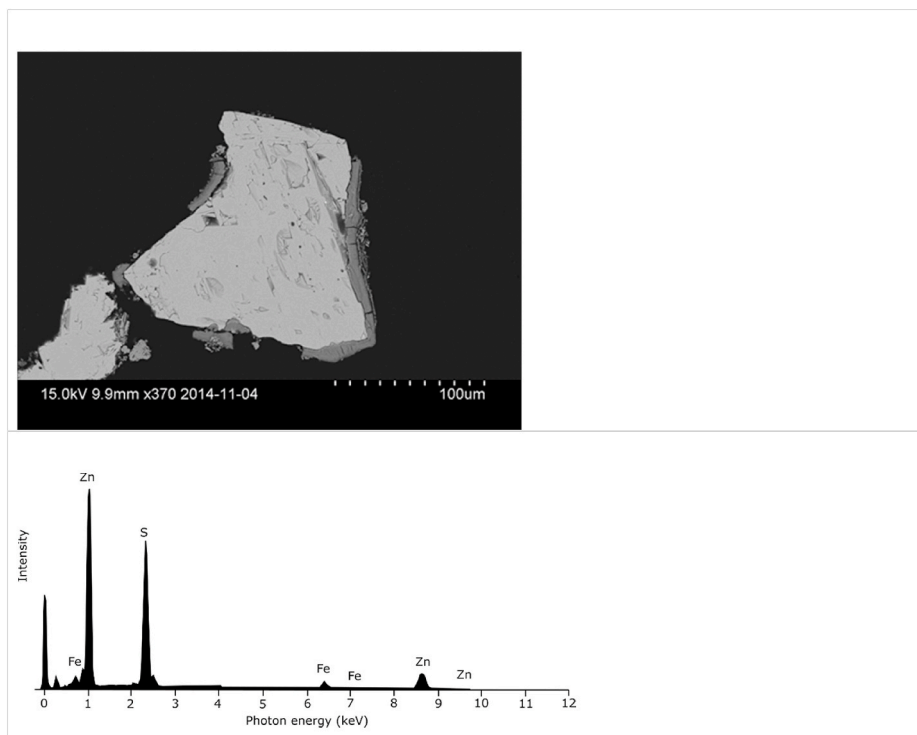 15.0kV 9.9mm x370 2014-11-04 100um
Zn
S
Intensity
Fe
Fe
Fe
Zn
Zn
0 1 2 3 4 5 6 7 8 9 10 11 12
Photon energy (keV)